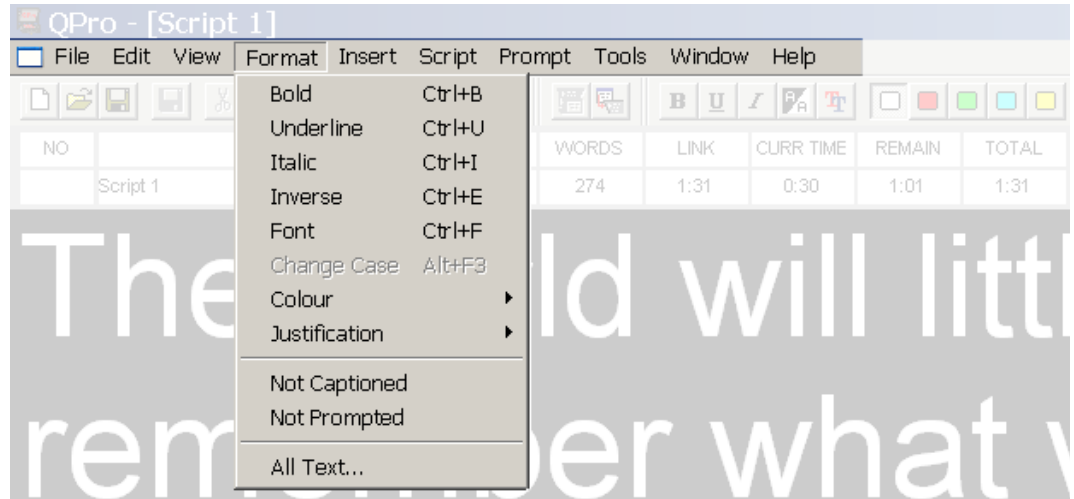 QPro - [Script 1]
File Edit View Format Insert Script Prompt Tools Window Help
B U I
NO WORDS LINK CURR TIME REMAIN TOTAL
Script 1 274 1:31 0:30 1:01 1:31
Bold Ctrl+B
Underline Ctrl+U
Italic Ctrl+I
Inverse Ctrl+E
Font Ctrl+F
Change Case Alt+F3
Colour
Justification
Not Captioned
Not Prompted
All Text...
The will littl
what